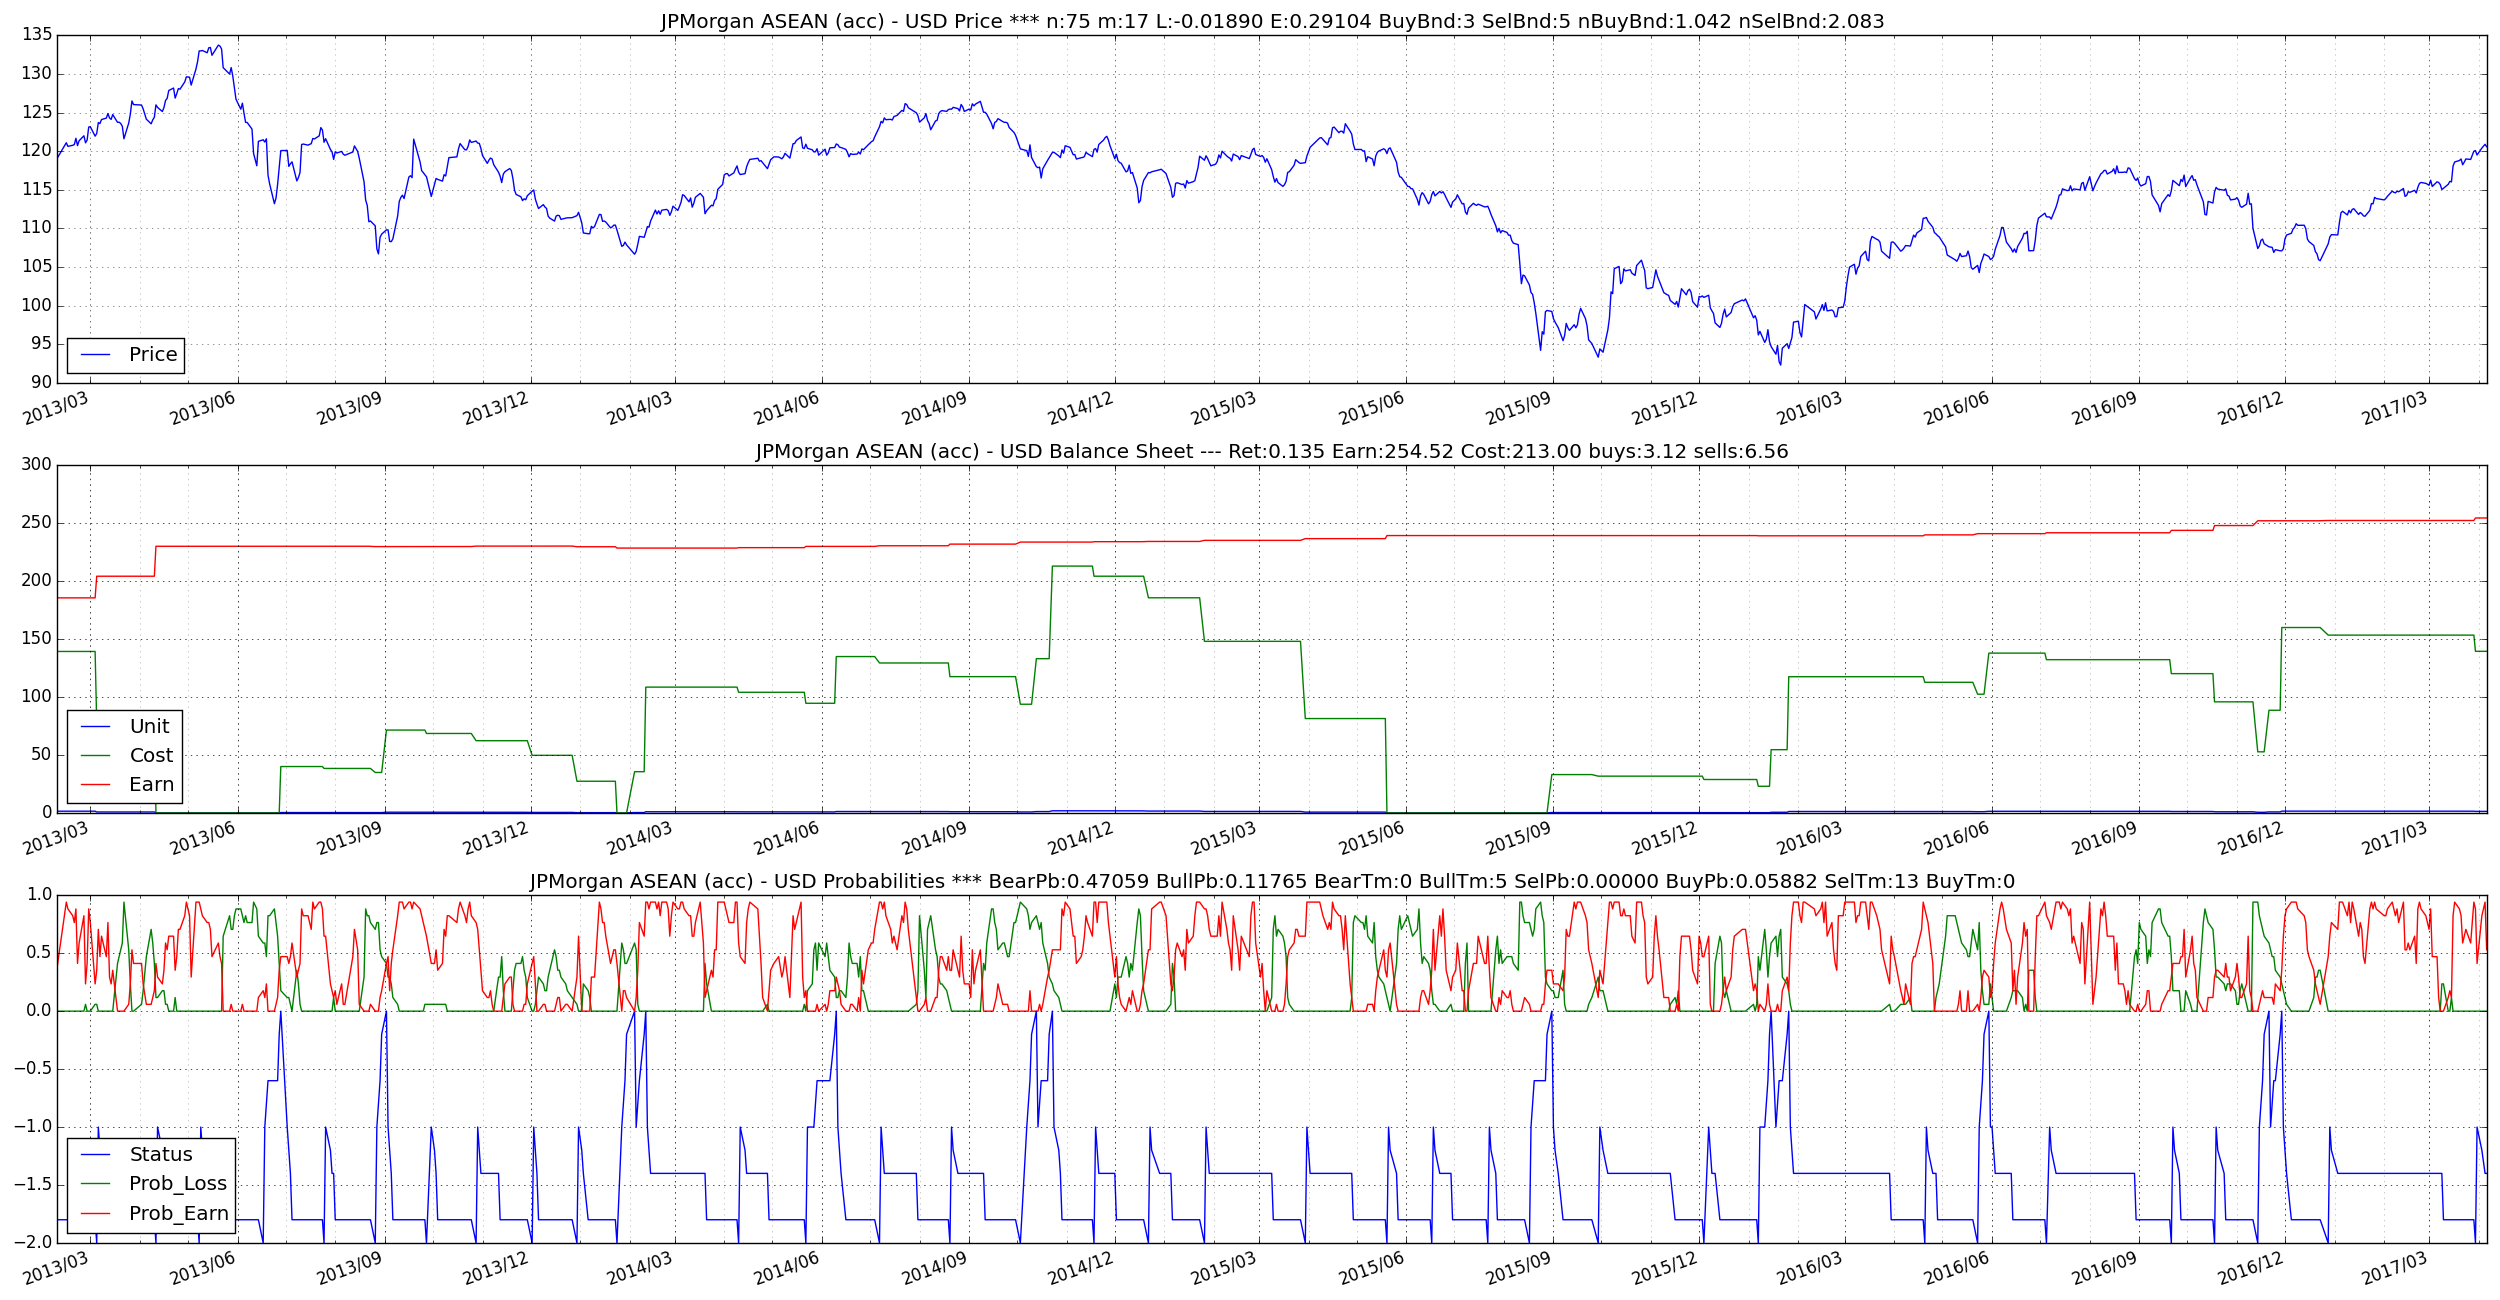 JPMorgan ASEAN (acc) - USD Price *** n:75 m:17 L:-0.01890 E:0.29104 BuyBnd:3 SelBnd:5 nBuyBnd:1.042 nSelBnd:2.083
135
130
125
120
115
110
105
100
95
90
Price
2013/03 2013/06 2013/09 2013/12 2014/03 2014/06 2014/09 2014/12 2015/03 2015/06 2015/09 2015/12 2016/03 2016/06 2016/09 2016/12 2017/03
JPMorgan ASEAN (acc) - USD Balance Sheet --- Ret:0.135 Earn:254.52 Cost:213.00 buys:3.12 sells:6.56
300
250
200
150
100
50
0
Unit
Cost
Earn
2013/03 2013/06 2013/09 2013/12 2014/03 2014/06 2014/09 2014/12 2015/03 2015/06 2015/09 2015/12 2016/03 2016/06 2016/09 2016/12 2017/03
JPMorgan ASEAN (acc) - USD Probabilities *** BearPb:0.47059 BullPb:0.11765 BearTm:0 BullTm:5 SelPb:0.00000 BuyPb:0.05882 SelTm:13 BuyTm:0
1.0
0.5
0.0
−0.5
−1.0
−1.5
−2.0
Status
Prob_Loss
Prob_Earn
2013/03 2013/06 2013/09 2013/12 2014/03 2014/06 2014/09 2014/12 2015/03 2015/06 2015/09 2015/12 2016/03 2016/06 2016/09 2016/12 2017/03